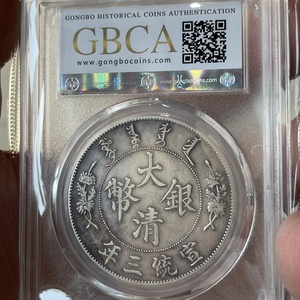 GONGBO HISTORICAL COINS AUTHENTICATION
GBCA
www.gongbocoins.com
大清銀幣
宣統三年